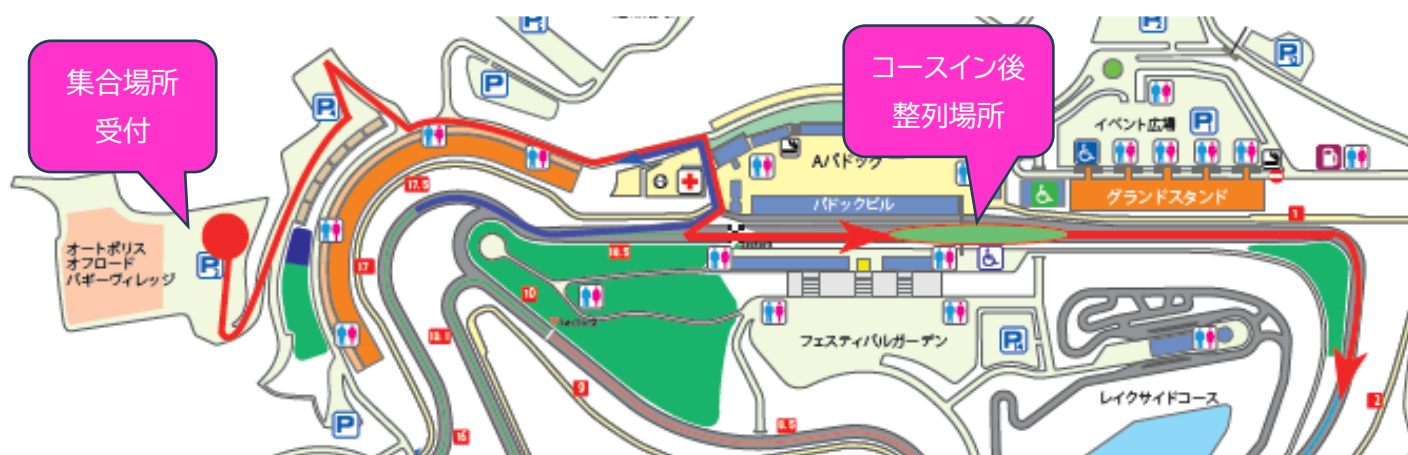 集合場所
受付
コースイン後
整列場所
イベント広場
Aパドック
グランドスタンド
パドックビル
オートポリス
オフロード
バギーヴィレッジ
フェスティバルガーデン
レイクサイドコース
17.5
17
18.5
10
9
8.5
16
1
2
P
P
P
P
P
P
P
P